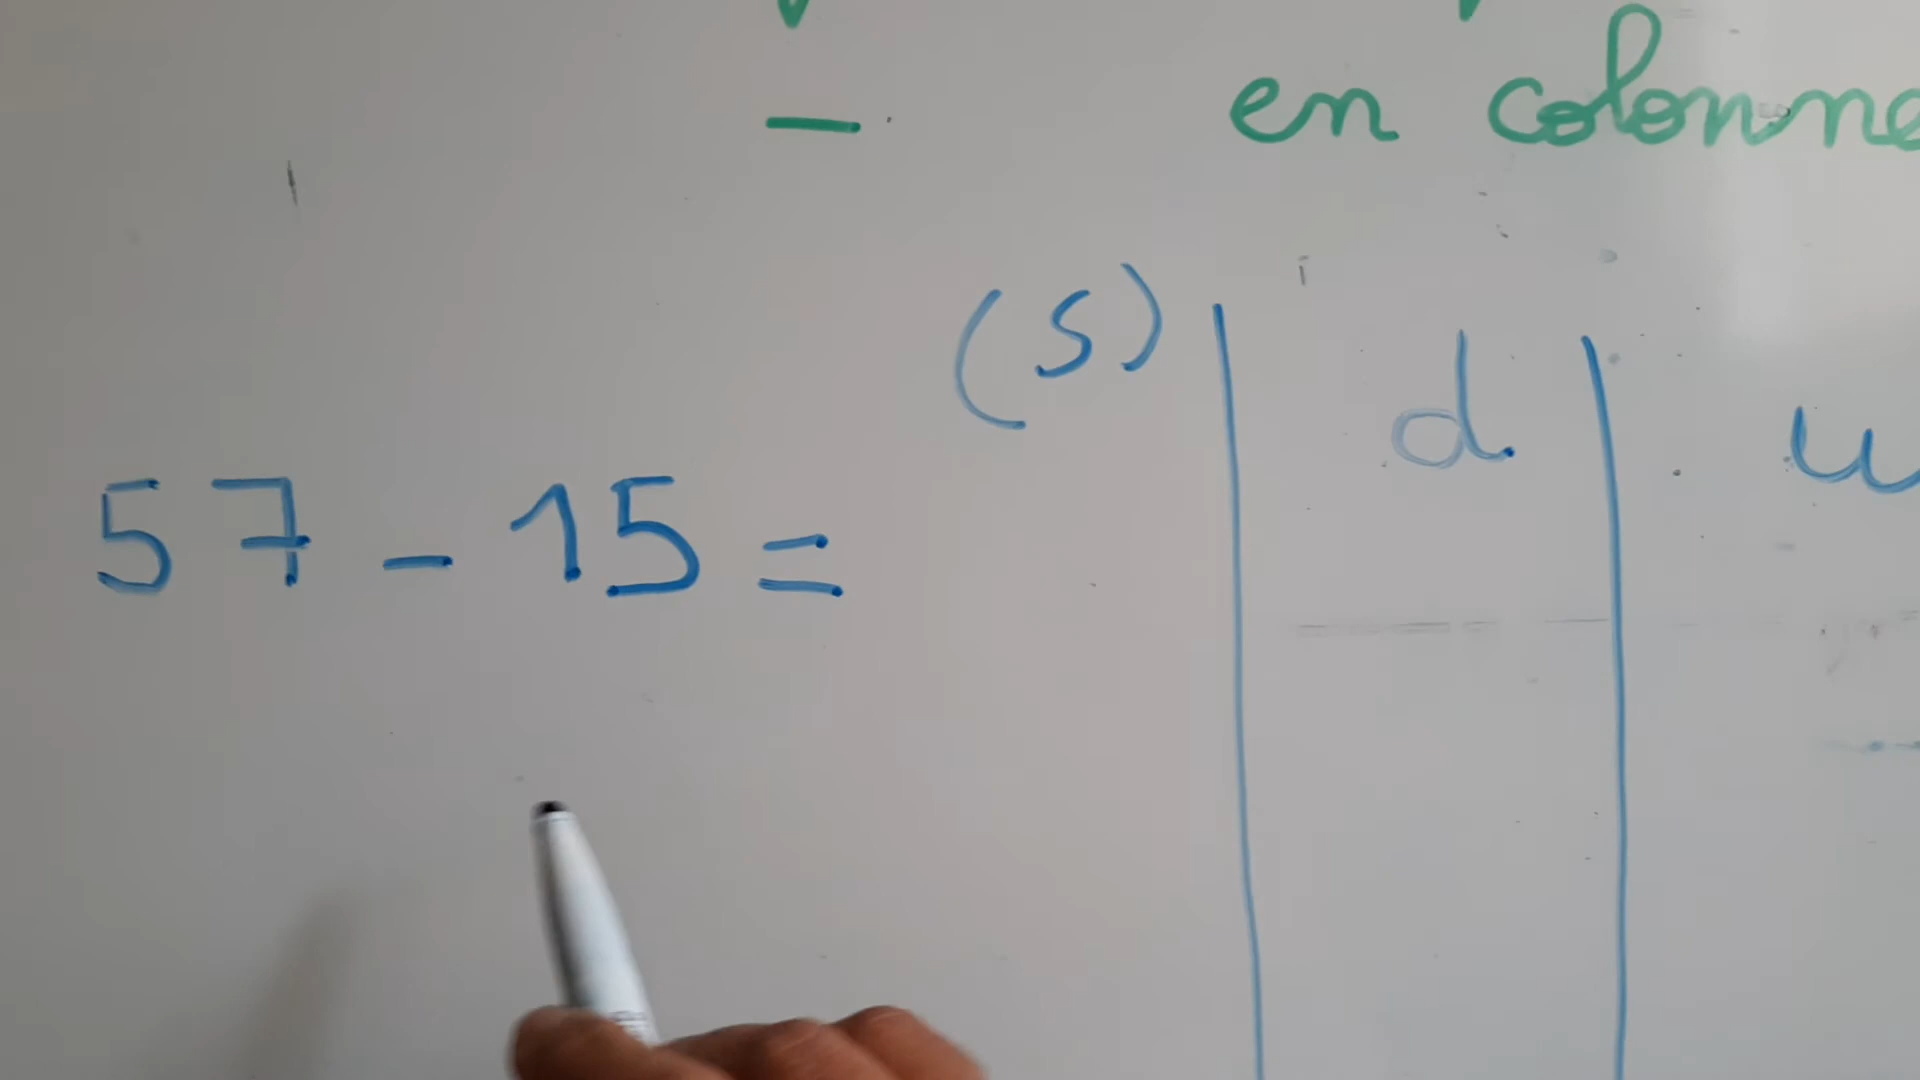 -
en colonne
(s) d u
57 - 15 =